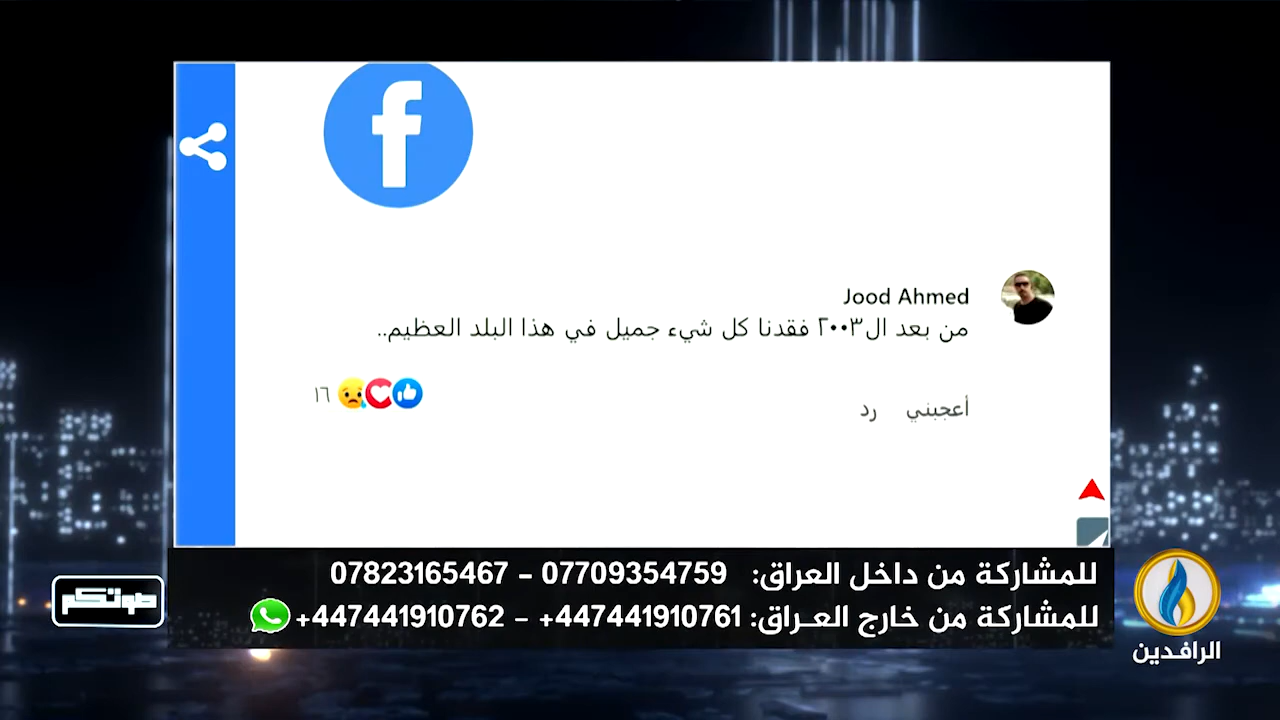 Jood Ahmed
من بعد ال٢٠٠٣ فقدنا كل شيء جميل في هذا البلد العظيم..
أعجبني رد
١٦
للمشاركة من داخل العراق: 07709354759 - 07823165467
للمشاركة من خارج العـراق: 447441910761+ - 447441910762+
صوتكم
الرافدين